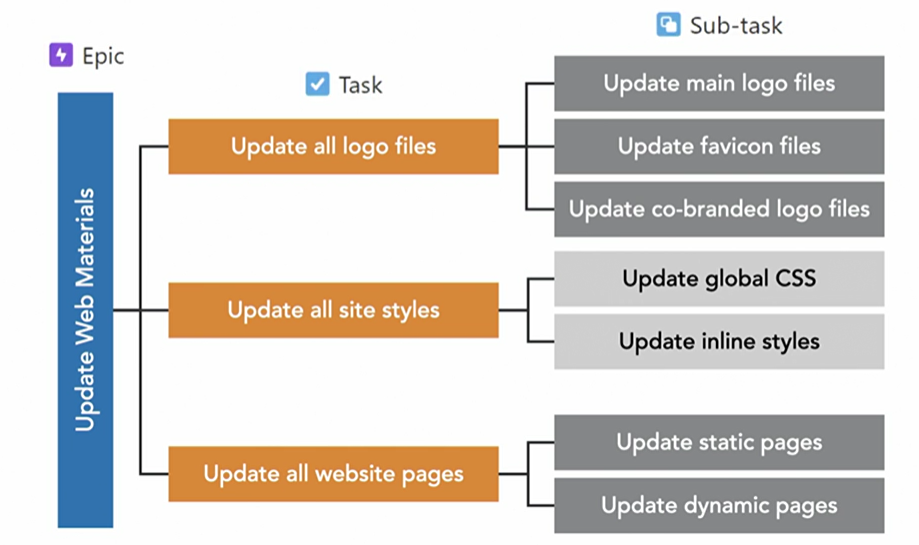 Epic
Task
Sub-task
Update Web Materials
Update all logo files
Update main logo files
Update favicon files
Update co-branded logo files
Update all site styles
Update global CSS
Update inline styles
Update all website pages
Update static pages
Update dynamic pages